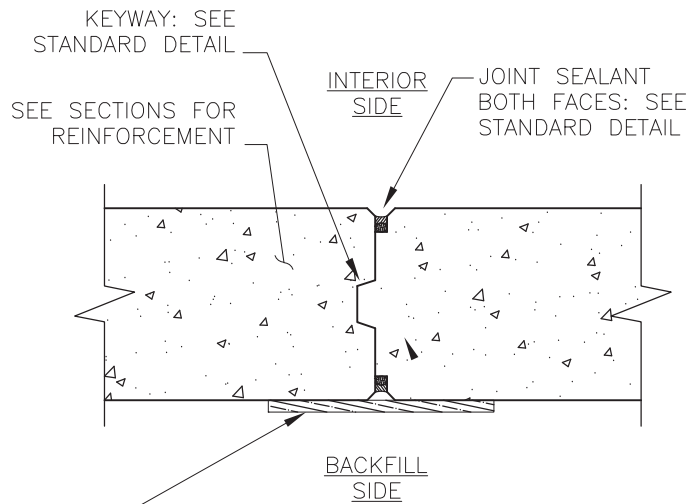 KEYWAY: SEE
STANDARD DETAIL
INTERIOR
SIDE
JOINT SEALANT
BOTH FACES: SEE
STANDARD DETAIL
SEE SECTIONS FOR
REINFORCEMENT
BACKFILL
SIDE